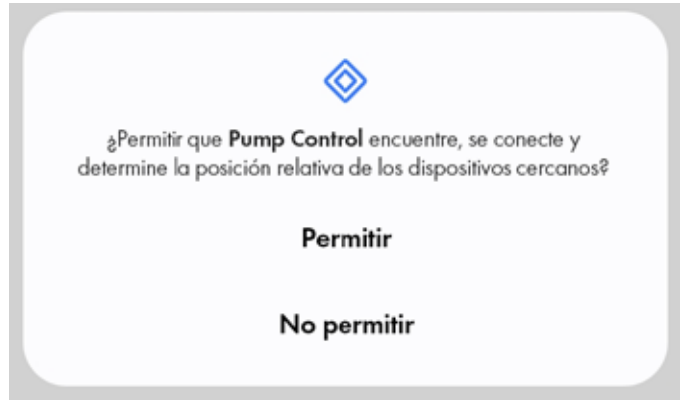 ¿Permitir que Pump Control encuentre, se conecte y
determine la posición relativa de los dispositivos cercanos?
Permitir
No permitir